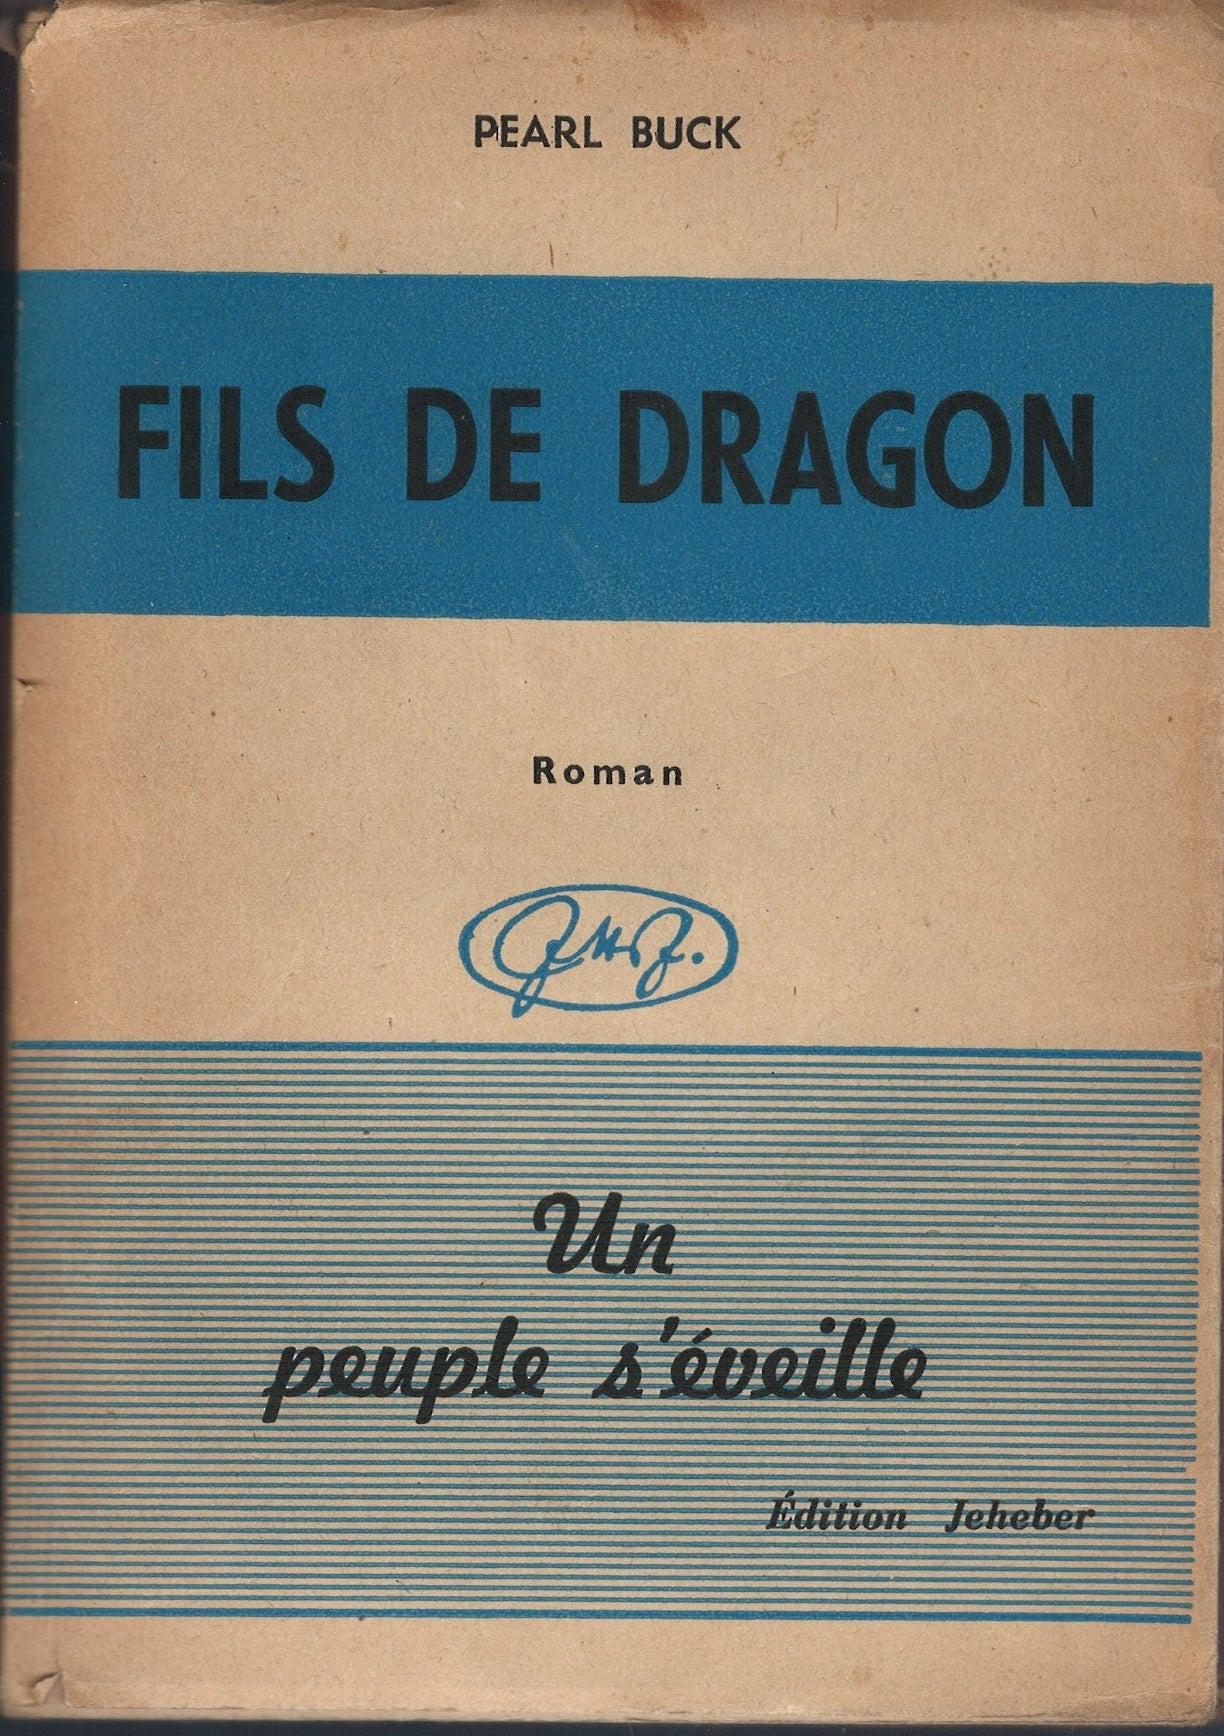 PEARL BUCK
FILS DE DRAGON
Roman
Un
peuple s'éveille
Édition Jeheber